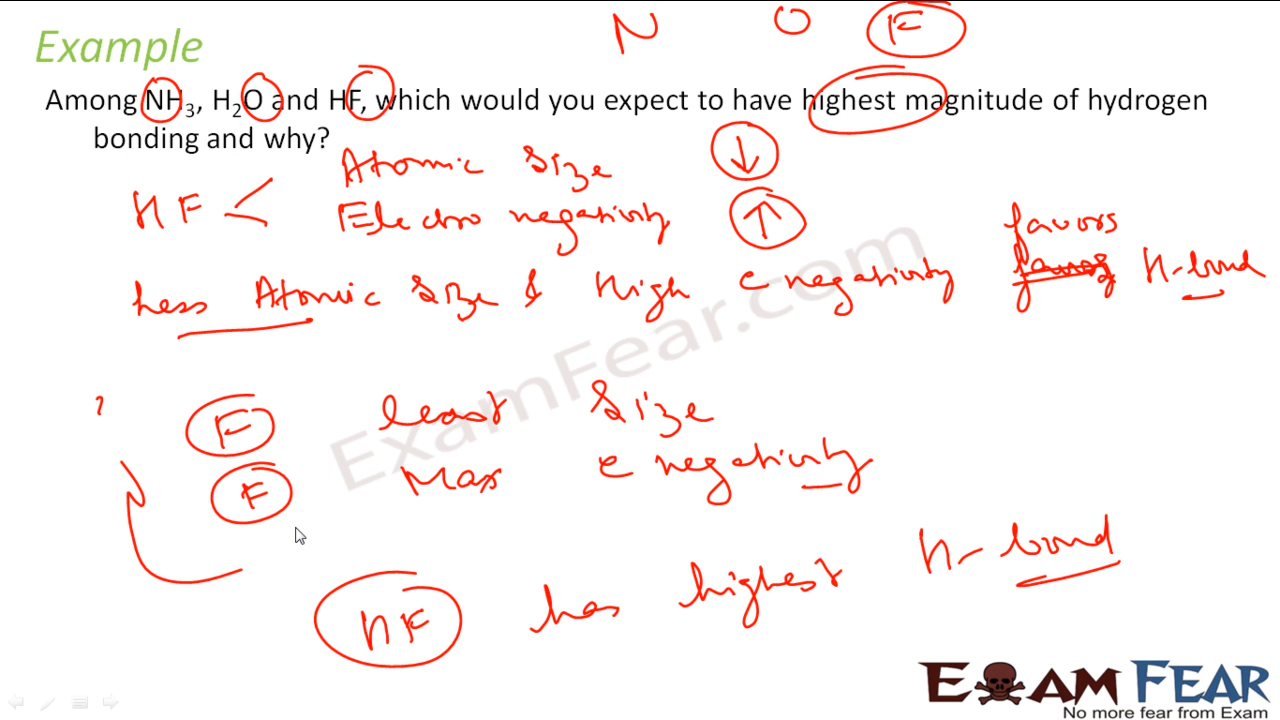 N O F
Example
Among NH3, H2O and HF, which would you expect to have highest magnitude of hydrogen
bonding and why?
Atomic Size ↓
HF < Electro negativity ↑
favors
Less Atomic Size & High e negativity H-bond
F least Size
F Max e negativity
HF has highest H-bond
ExamFear.com
EXAM FEAR
No more fear from Exam